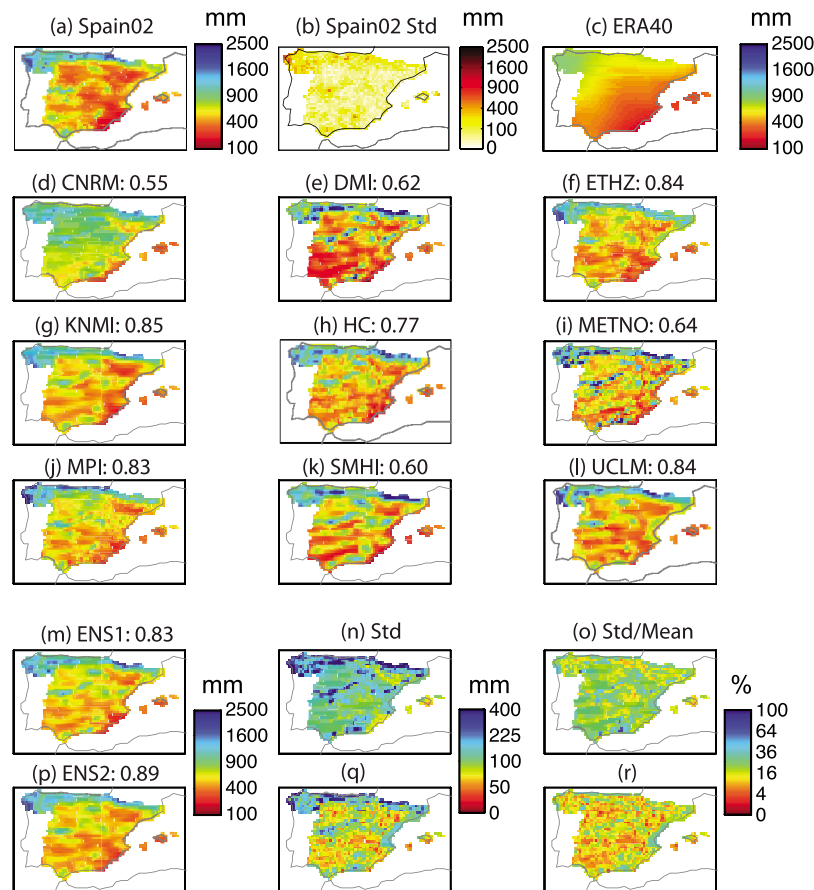 mm mm mm
(a) Spain02 (b) Spain02 Std (c) ERA40
2500 2500 2500
1600 1600 1600
900 900 900
400 400 400
100 100 100
0
(d) CNRM: 0.55 (e) DMI: 0.62 (f) ETHZ: 0.84
(g) KNMI: 0.85 (h) HC: 0.77 (i) METNO: 0.64
(j) MPI: 0.83 (k) SMHI: 0.60 (l) UCLM: 0.84
(m) ENS1: 0.83 (n) Std (o) Std/Mean
mm mm %
2500 400 100
1600 225 64
900 100 36
400 50 16
100 0 4
0
(p) ENS2: 0.89 (q) (r)